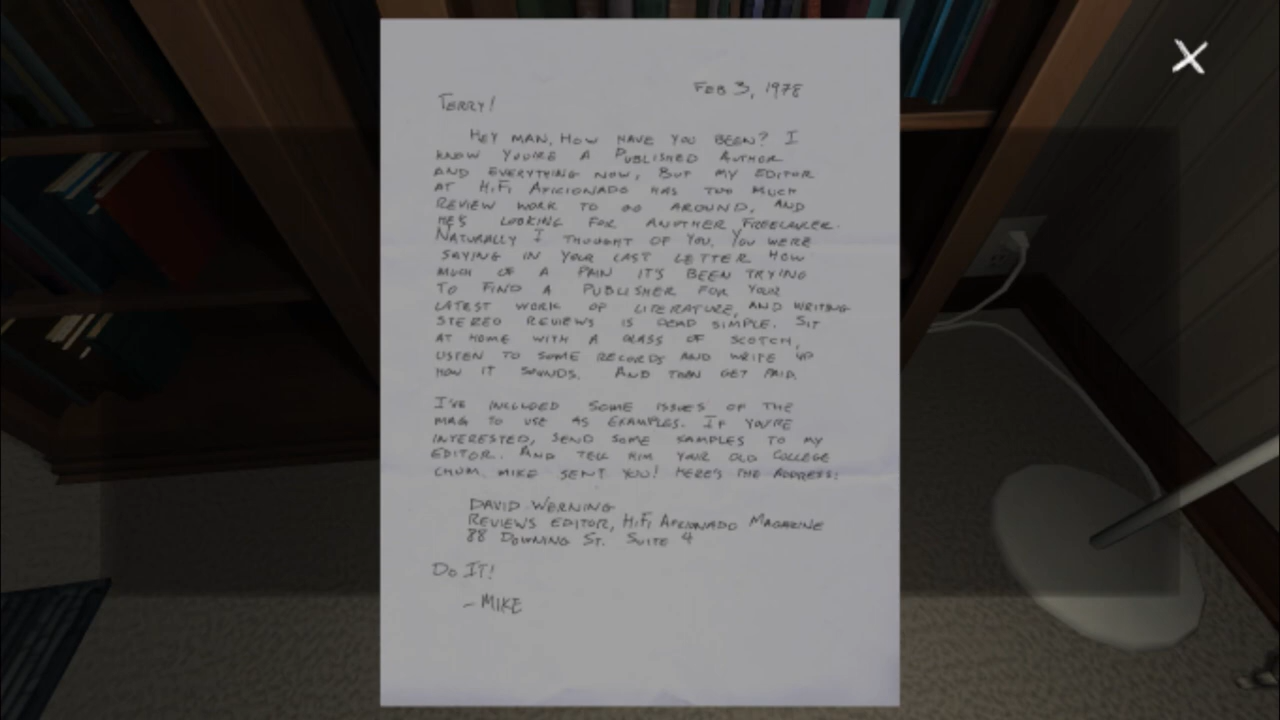 FEB 3, 1978
TERRY!
HEY MAN, HOW HAVE YOU BEEN? I
KNOW YOU'RE A PUBLISHED AUTHOR
AND EVERYTHING NOW, BUT MY EDITOR
AT HIFI AFICIONADO HAS TOO MUCH
REVIEW WORK TO GO AROUND, AND
HE'S LOOKING FOR ANOTHER FREELANCER.
NATURALLY I THOUGHT OF YOU. YOU WERE
SAYING IN YOUR LAST LETTER HOW
MUCH OF A PAIN IT'S BEEN TRYING
TO FIND A PUBLISHER FOR YOUR
LATEST WORK OF LITERATURE, AND WRITING
STEREO REVIEWS IS DEAD SIMPLE. SIT
AT HOME WITH A GLASS OF SCOTCH,
LISTEN TO SOME RECORDS AND WRITE UP
HOW IT SOUNDS. AND THEN GET PAID.
I'VE INCLUDED SOME ISSUES OF THE
MAG TO USE AS EXAMPLES. IF YOU'RE
INTERESTED, SEND SOME SAMPLES TO MY
EDITOR. AND TELL HIM YOUR OLD COLLEGE
CHUM MIKE SENT YOU! HERE'S THE ADDRESS:
DAVID WERNING
REVIEWS EDITOR, HIFI AFICIONADO MAGAZINE
88 DOWNING ST. SUITE 4
DO IT!
- MIKE